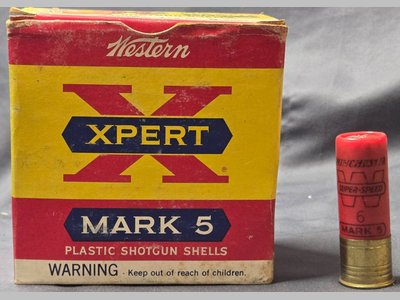 Western
X
XPERT
®
MARK 5
PLASTIC SHOTGUN SHELLS
WARNING - Keep out of reach of children.
W
SUPER-SPEED
6
MARK 5